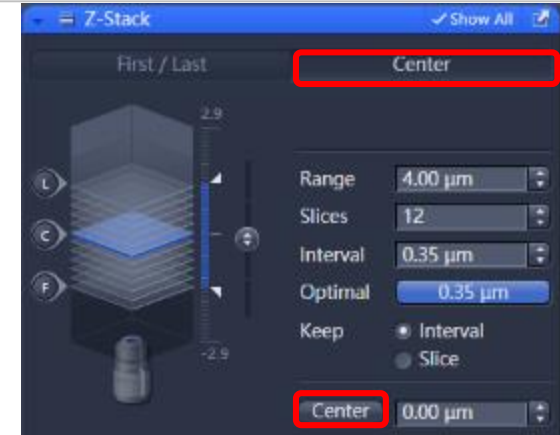 Z-Stack Show All
First / Last Center
2.9
L
C
F
-2.9
Range 4.00 µm
Slices 12
Interval 0.35 µm
Optimal 0.35 µm
Keep Interval
Slice
Center 0.00 µm